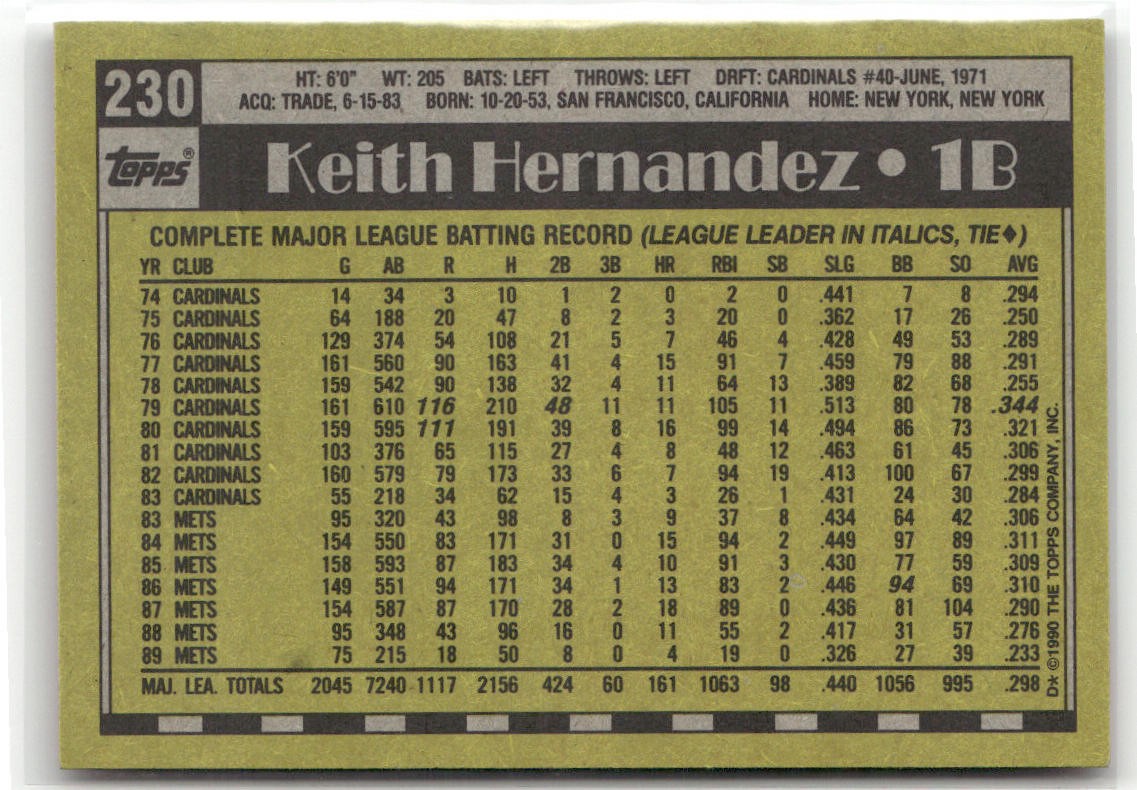 230
HT: 6'0" WT: 205 BATS: LEFT THROWS: LEFT DRFT: CARDINALS #40-JUNE, 1971
ACQ: TRADE, 6-15-83 BORN: 10-20-53, SAN FRANCISCO, CALIFORNIA HOME: NEW YORK, NEW YORK
TOPPS®
Keith Hernandez • 1B
COMPLETE MAJOR LEAGUE BATTING RECORD (LEAGUE LEADER IN ITALICS, TIE♦)
YR CLUB G AB R H 2B 3B HR RBI SB SLG BB SO AVG
74 CARDINALS 14 34 3 10 1 2 0 2 0 .441 7 8 .294
75 CARDINALS 64 188 20 47 8 2 3 20 0 .362 17 26 .250
76 CARDINALS 129 374 54 108 21 5 7 46 4 .428 49 53 .289
77 CARDINALS 161 560 90 163 41 4 15 91 7 .459 79 88 .291
78 CARDINALS 159 542 90 138 32 4 11 64 13 .389 82 68 .255
79 CARDINALS 161 610 116 210 48 11 11 105 11 .513 80 78 .344
80 CARDINALS 159 595 111 191 39 8 16 99 14 .494 86 73 .321
81 CARDINALS 103 376 65 115 27 4 8 48 12 .463 61 45 .306
82 CARDINALS 160 579 79 173 33 6 7 94 19 .413 100 67 .299
83 CARDINALS 55 218 34 62 15 4 3 26 1 .431 24 30 .284
83 METS 95 320 43 98 8 3 9 37 8 .434 64 42 .306
84 METS 154 550 83 171 31 0 15 94 2 .449 97 89 .311
85 METS 158 593 87 183 34 4 10 91 3 .430 77 59 .309
86 METS 149 551 94 171 34 1 13 83 2 .446 94 69 .310
87 METS 154 587 87 170 28 2 18 89 0 .436 81 104 .290
88 METS 95 348 43 96 16 0 11 55 2 .417 31 57 .276
89 METS 75 215 18 50 8 0 4 19 0 .326 27 39 .233
MAJ. LEA. TOTALS 2045 7240 1117 2156 424 60 161 1063 98 .440 1056 995 .298
D* ©1990 THE TOPPS COMPANY, INC.